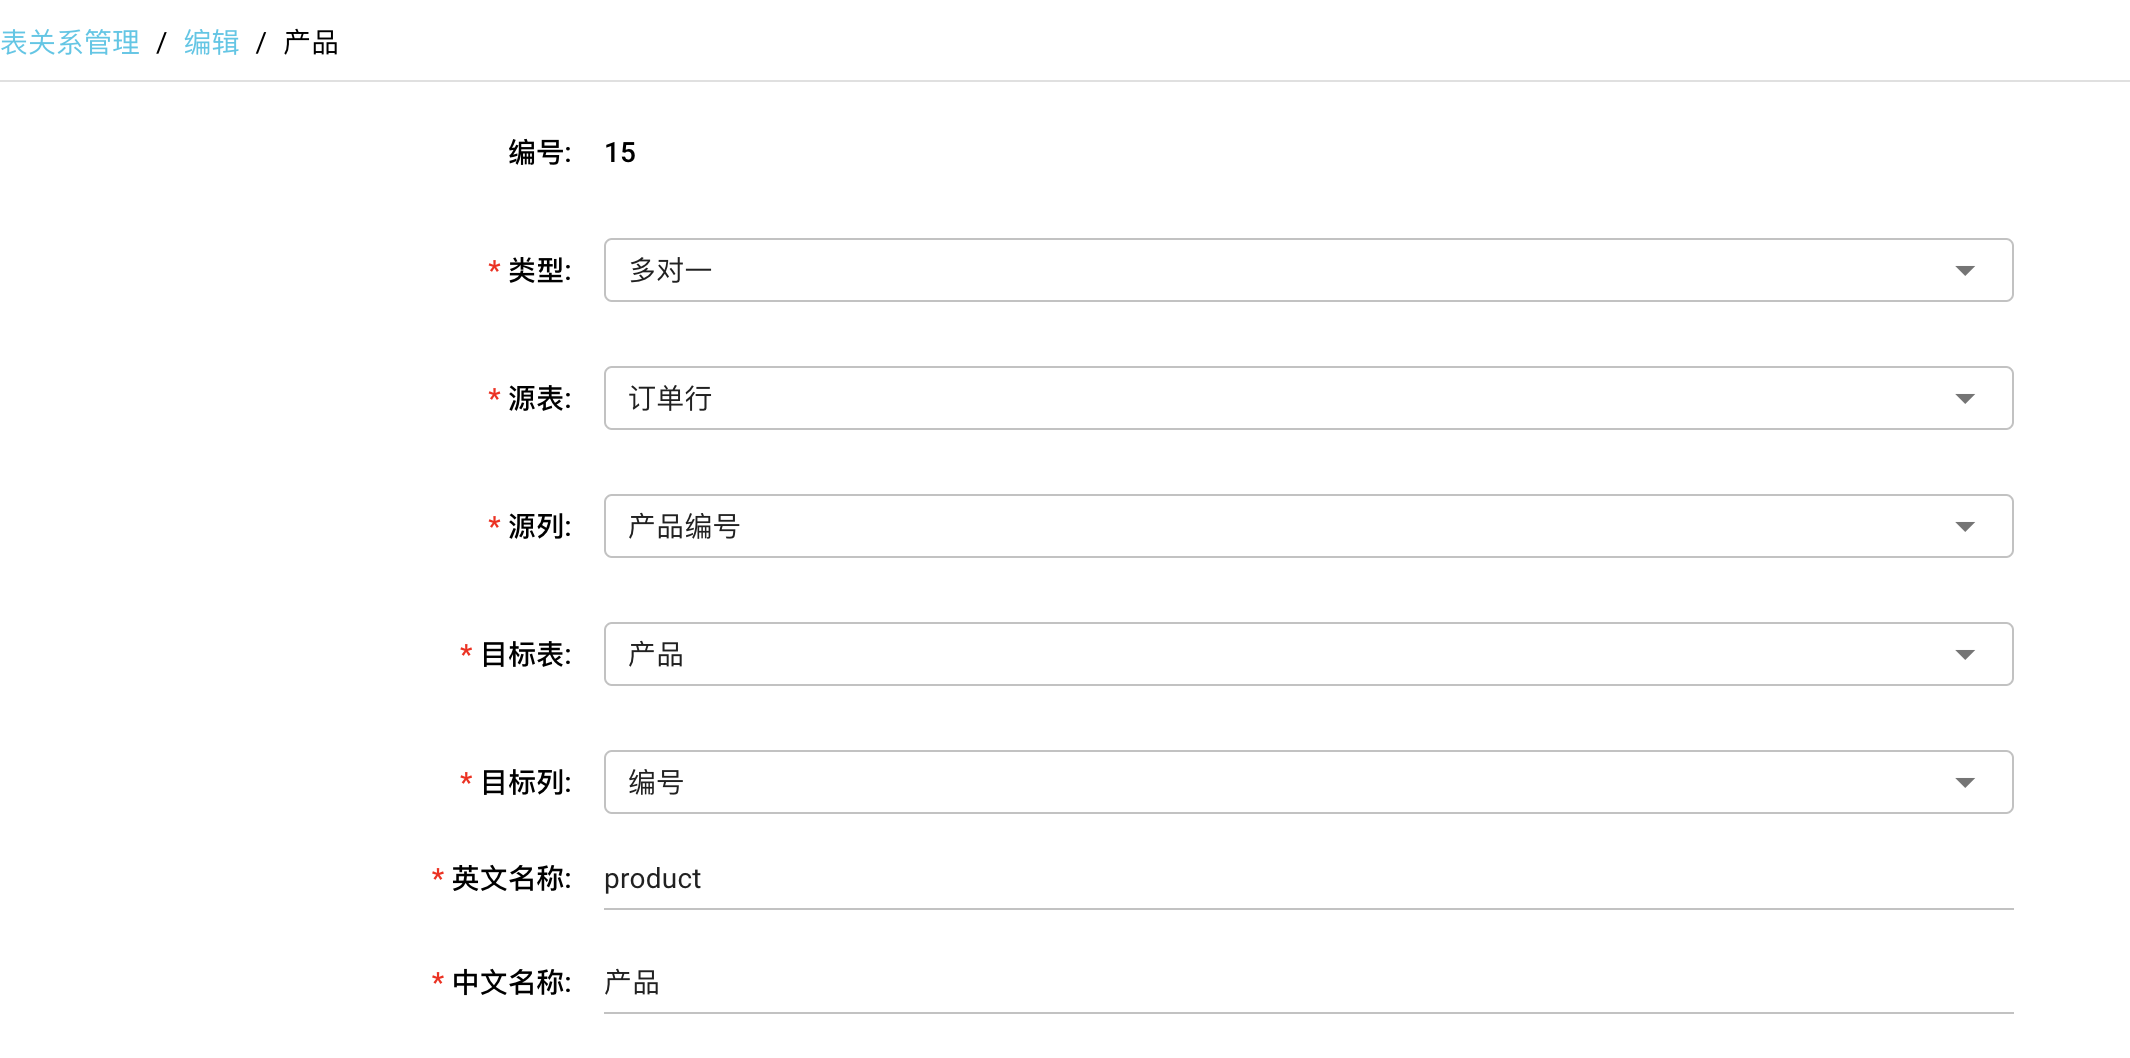 表关系管理 / 编辑 / 产品
编号: 15
* 类型: 多对一
* 源表: 订单行
* 源列: 产品编号
* 目标表: 产品
* 目标列: 编号
* 英文名称: product
* 中文名称: 产品